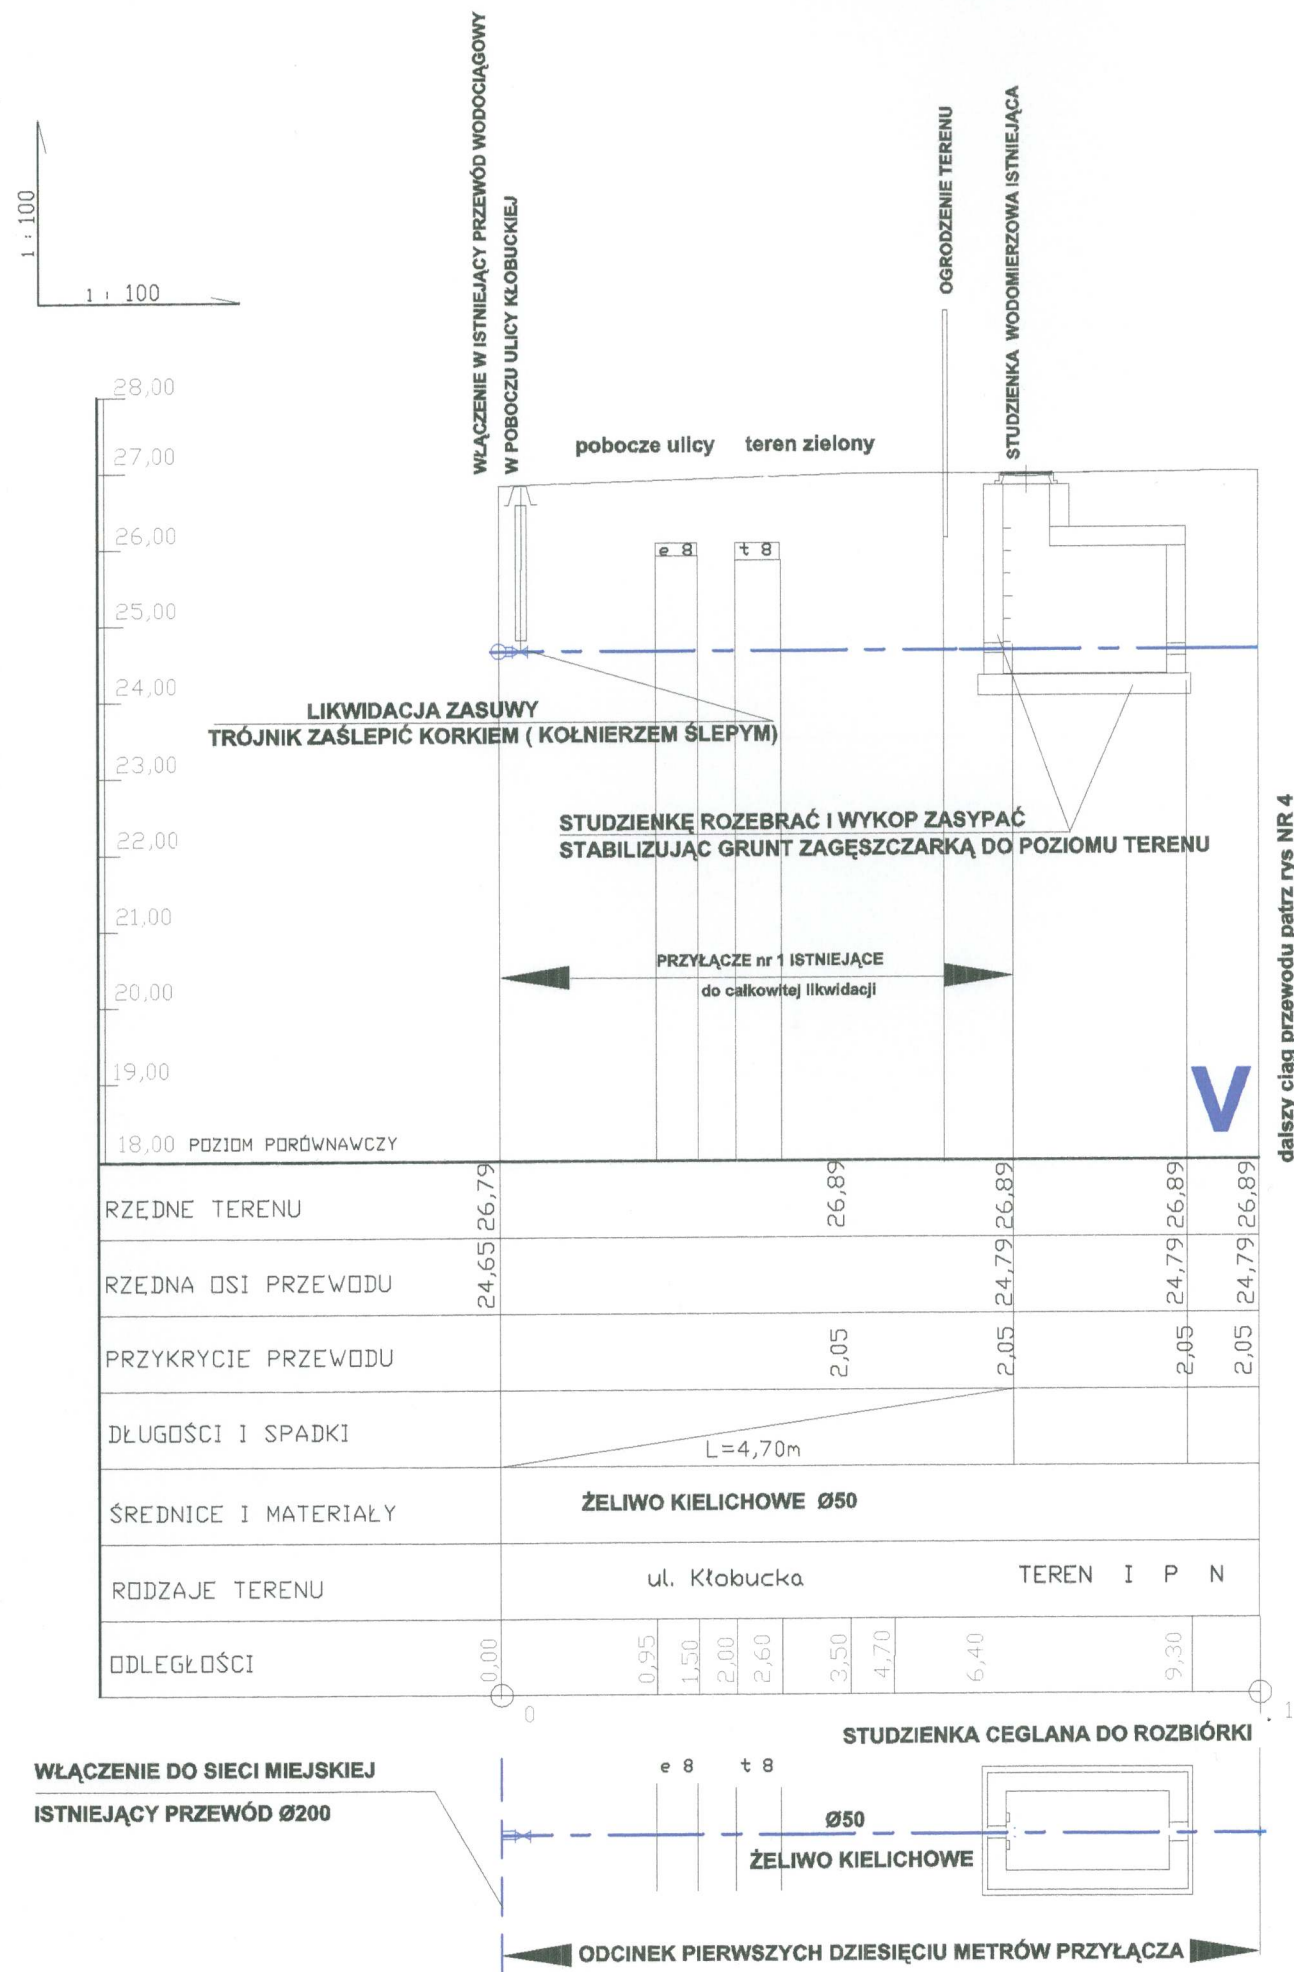 WŁĄCZENIE W ISTNIEJĄCY PRZEWÓD WODOCIĄGOWY
W POBOCZU ULICY KŁOBUCKIEJ
OGRODZENIE TERENU
STUDZIENKA WODOMIERZOWA ISTNIEJĄCA
1 : 100
1 : 100
28,00
27,00
26,00
25,00
24,00
23,00
22,00
21,00
20,00
19,00
18,00 POZIOM PORÓWNAWCZY
pobocze ulicy teren zielony
e 8 t 8
LIKWIDACJA ZASUWY
TRÓJNIK ZAŚLEPIĆ KORKIEM ( KOŁNIERZEM ŚLEPYM)
STUDZIENKĘ ROZEBRAĆ I WYKOP ZASYPAĆ
STABILIZUJĄC GRUNT ZAGĘSZCZARKĄ DO POZIOMU TERENU
PRZYŁĄCZE nr 1 ISTNIEJĄCE
do całkowitej likwidacji
V
dalszy ciąg przewodu patrz rys NR 4
RZĘDNE TERENU 26,79 26,89 26,89 26,89 26,89
RZĘDNA OSI PRZEWODU 24,65 24,79 24,79 24,79
PRZYKRYCIE PRZEWODU 2,05 2,05 2,05 2,05
DŁUGOŚCI I SPADKI L=4,70m
ŚREDNICE I MATERIAŁY ŻELIWO KIELICHOWE Ø50
RODZAJE TERENU ul. Kłobucka TEREN I P N
ODLEGŁOŚCI 0,00 0,95 1,50 2,00 2,60 3,50 4,70 6,40 9,30
0 1
STUDZIENKA CEGLANA DO ROZBIÓRKI
WŁĄCZENIE DO SIECI MIEJSKIEJ
ISTNIEJĄCY PRZEWÓD Ø200
e 8 t 8
Ø50
ŻELIWO KIELICHOWE
ODCINEK PIERWSZYCH DZIESIĘCIU METRÓW PRZYŁĄCZA